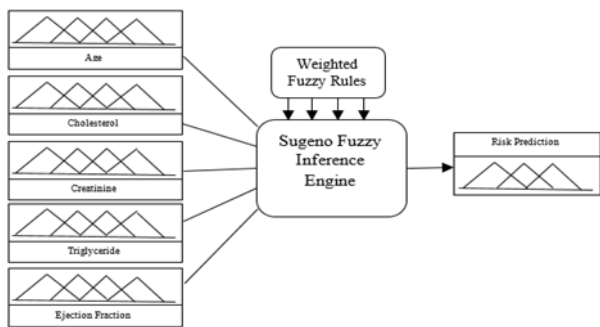 Age
Cholesterol
Creatinine
Triglyceride
Ejection Fraction
Weighted
Fuzzy Rules
Sugeno Fuzzy
Inference
Engine
Risk Prediction